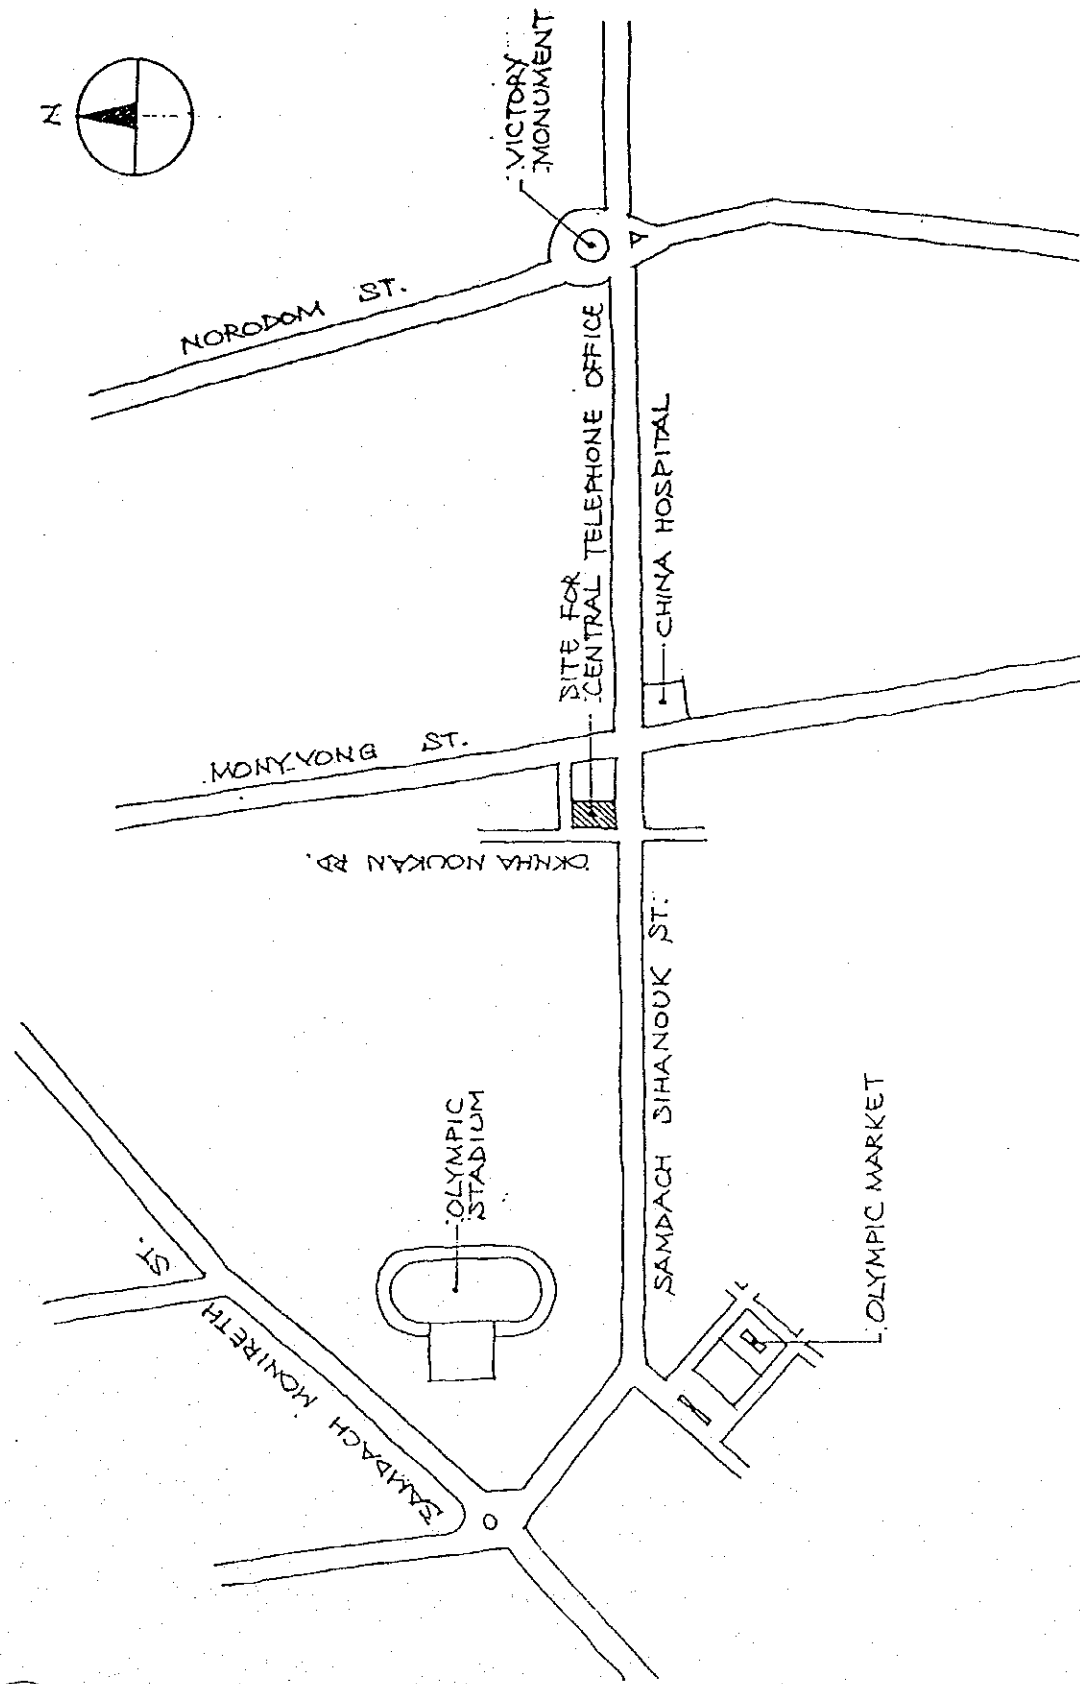 N
VICTORY
MONUMENT
NORODOM ST.
SITE FOR
CENTRAL TELEPHONE OFFICE
CHINA HOSPITAL
MONYVONG ST.
OKNHA NOUKAN RD.
SAMDACH SIHANOUK ST.
OLYMPIC
STADIUM
SAMDACH MONIRETH ST.
OLYMPIC MARKET